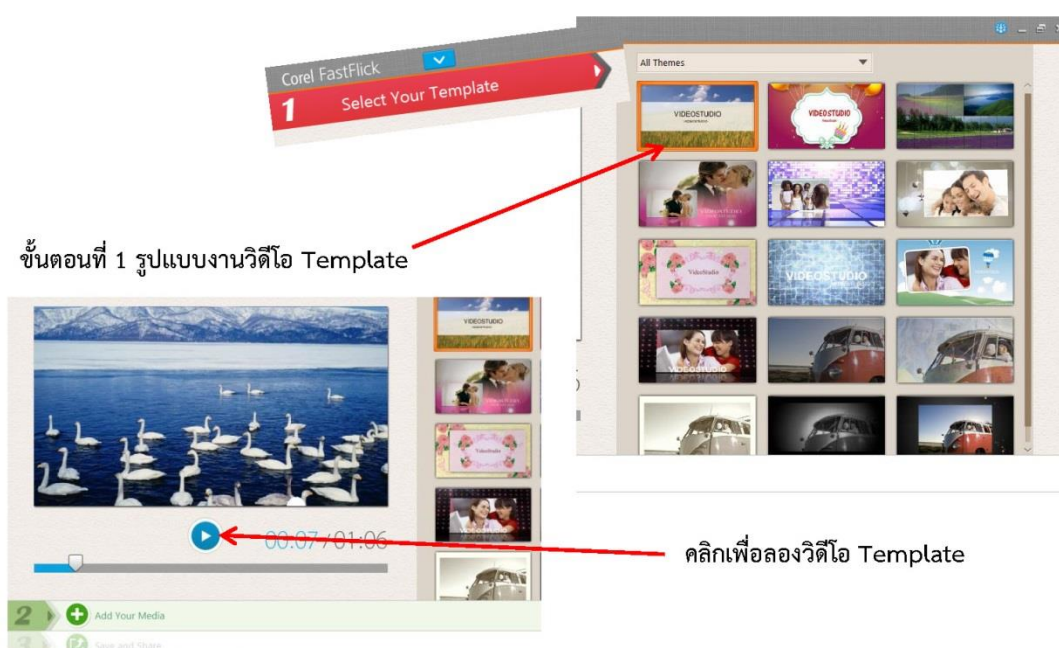 Corel FastFlick
1 Select Your Template
All Themes
VIDEOSTUDIO
VIDEOSTUDIO
ขั้นตอนที่ 1 รูปแบบงานวิดีโอ Template
VideoStudio
VIDEOSTUDIO
VIDEOSTUDIO
VIDEOSTUDIO
VideoStudio
00:07/01:06
คลิกเพื่อลองวิดีโอ Template
2 Add Your Media
3 Save and Share